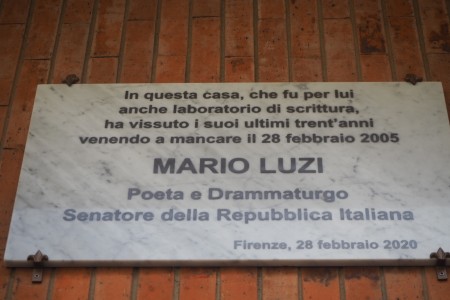 In questa casa, che fu per lui
anche laboratorio di scrittura,
ha vissuto i suoi ultimi trent'anni
venendo a mancare il 28 febbraio 2005
MARIO LUZI
Poeta e Drammaturgo
Senatore della Repubblica Italiana
Firenze, 28 febbraio 2020